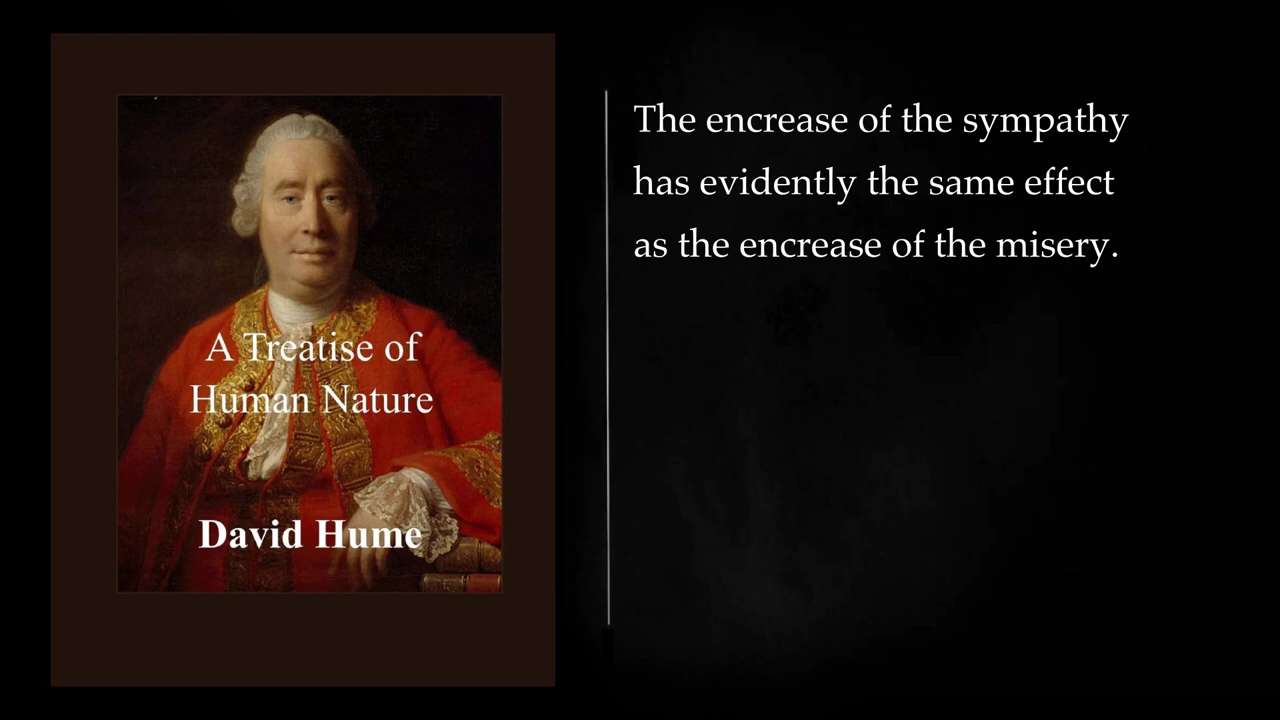 A Treatise of
Human Nature
David Hume
The encrease of the sympathy
has evidently the same effect
as the encrease of the misery.